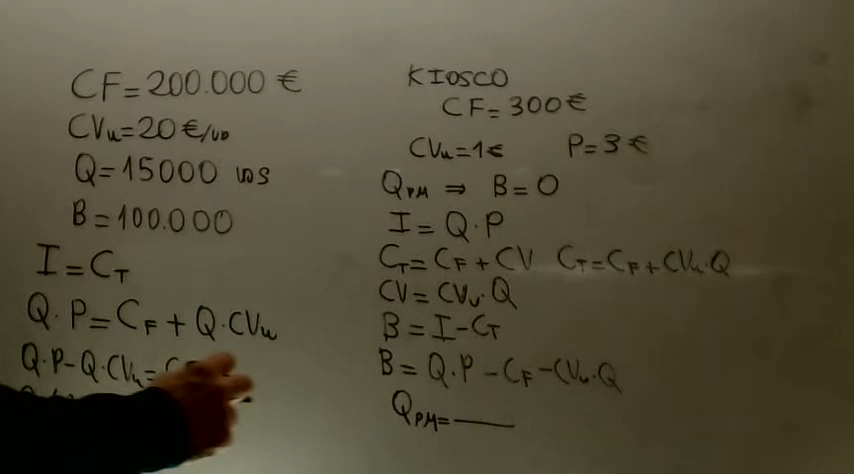 CF=200.000 €
CVu=20€/UD
Q=15000 UDS
B=100.000
I=CT
Q.P=CF+Q.CVu
Q.P-Q.CVu=
KIOSCO
CF=300€
CVu=1€ P=3€
QPM ⇒ B=0
I=Q.P
CT=CF+CV CT=CF+CVu.Q
CV=CVu.Q
B=I-CT
B=Q.P-CF-CVu.Q
QPM=